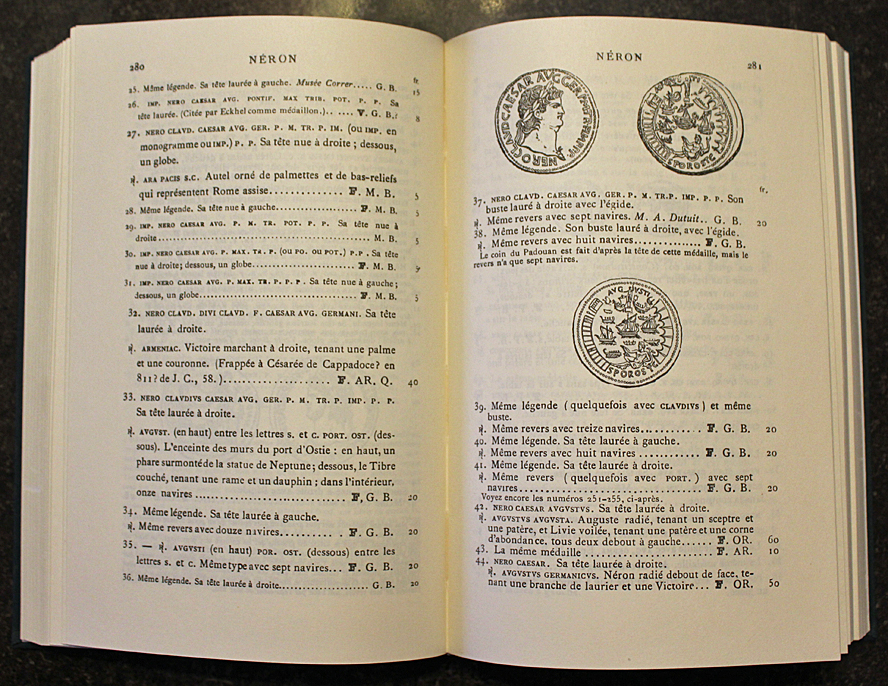 280
NÉRON
fr.
25. Même légende. Sa tête laurée à gauche. Musée Correr..... G. B. 15
26. IMP. NERO CAESAR AVG. PONTIF. MAX TRIB. POT. P. P. Sa
tête laurée. (Citée par Eckhel comme médaillon.).. .... V. G. B.?
27. NERO CLAVD. CAESAR AVG. GER. P. M. TR. P. IM. (ou IMP. en
monogramme ou IMP.) P. P. Sa tête nue à droite ; dessous,
un globe.
℟. ARA PACIS S.C. Autel orné de palmettes et de bas-reliefs
qui représentent Rome assise............... F. M. B. 5
28. Même légende. Sa tête nue à gauche............... F. M. B. 5
29. IMP. NERO CAESAR AVG. P. M. TR. POT. P. P. Sa tête nue à
droite............................................. M. B. 5
30. IMP. NERO CAESAR AVG. P. MAX. TR. P. (ou PO. ou POT.) P.P. Sa tête
nue à droite; dessous, un globe................. F. M. B.
31. IMP. NERO CAESAR AVG. P. MAX. TR. P. P. P. Sa tête nue à gauche ;
dessous, un globe............................... F. M. B. 5
32. NERO CLAVD. DIVI CLAVD. F. CAESAR AVG. GERMANI. Sa tête
laurée à droite.
℟. ARMENIAC. Victoire marchant à droite, tenant une palme
et une couronne. (Frappée à Césarée de Cappadoce? en
811? de J. C., 58.)..................... F. AR. Q. 40
33. NERO CLAVDIVS CAESAR AVG. GER. P. M. TR. P. IMP. P. P.
Sa tête laurée à droite.
℟. AVGVST. (en haut) entre les lettres S. et C. PORT. OST. (des-
sous). L'enceinte des murs du port d'Ostie : en haut, un
phare surmonté de la statue de Neptune; dessous, le Tibre
couché, tenant une rame et un dauphin ; dans l'intérieur,
onze navires .............................. F. G. B. 20
34. Même légende. Sa tête laurée à gauche.
℟. Même revers avec douze navires............ F. G. B. 20
35. — ℟. AVGVSTI (en haut) POR. OST. (dessous) entre les
lettres S. et C. Même type avec sept navires... F. G. B. 20
36. Même légende. Sa tête laurée à droite.................. G. B. 20
NÉRON
281
NERO CLAVD CAESAR AVG GER P M TR P IMP P P
S POR OST C
fr.
37. NERO CLAVD. CAESAR AVG. GER. P. M. TR.P. IMP. P. P. Son
buste lauré à droite avec l'égide.
℟. Même revers avec sept navires. M. A. Dutuit.. G. B. 20
38. Même légende. Son buste lauré à droite, avec l'égide.
℟. Même revers avec huit navires............... F. G. B.
Le coin du Padouan est fait d'après la tête de cette médaille, mais le
revers n'a que sept navires.
AVGVSTI
S POR OST C
39. Même légende (quelquefois avec CLAVDIVS) et même
buste.
℟. Même revers avec treize navires........... F. G. B. 20
40. Même légende. Sa tête laurée à gauche.
℟. Même revers avec huit navires ............ F. G. B. 20
41. Même légende. Sa tête laurée à droite.
℟. Même revers (quelquefois avec PORT.) avec sept
navires................................... F. G. B. 20
Voyez encore les numéros 251-255, ci-après.
42. NERO CAESAR AVGVSTVS. Sa tête laurée à droite.
℟. AVGVSTVS AVGVSTA. Auguste radié, tenant un sceptre et
une patère, et Livie voilée, tenant une patère et une corne
d'abondance, tous deux debout à gauche...... F. OR. 60
43. La même médaille ....................... F. AR. 10
44. NERO CAESAR. Sa tête laurée à droite.
℟. AVGVSTVS GERMANICVS. Néron radié debout de face, te-
nant une branche de laurier et une Victoire... F. OR. 50